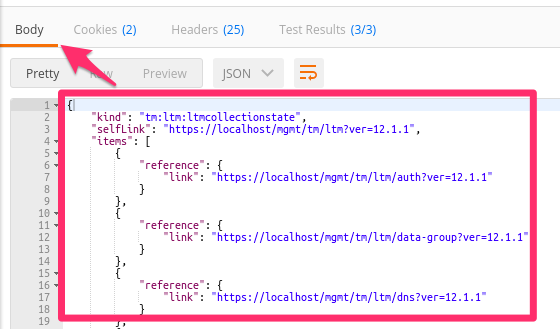 Body Cookies (2) Headers (25) Test Results (3/3)
Pretty Raw Preview JSON
1 {
2 "kind": "tm:ltm:ltmcollectionstate",
3 "selfLink": "https://localhost/mgmt/tm/ltm?ver=12.1.1",
4 "items": [
5 {
6 "reference": {
7 "link": "https://localhost/mgmt/tm/ltm/auth?ver=12.1.1"
8 }
9 },
10 {
11 "reference": {
12 "link": "https://localhost/mgmt/tm/ltm/data-group?ver=12.1.1"
13 }
14 },
15 {
16 "reference": {
17 "link": "https://localhost/mgmt/tm/ltm/dns?ver=12.1.1"
18 }
19 },